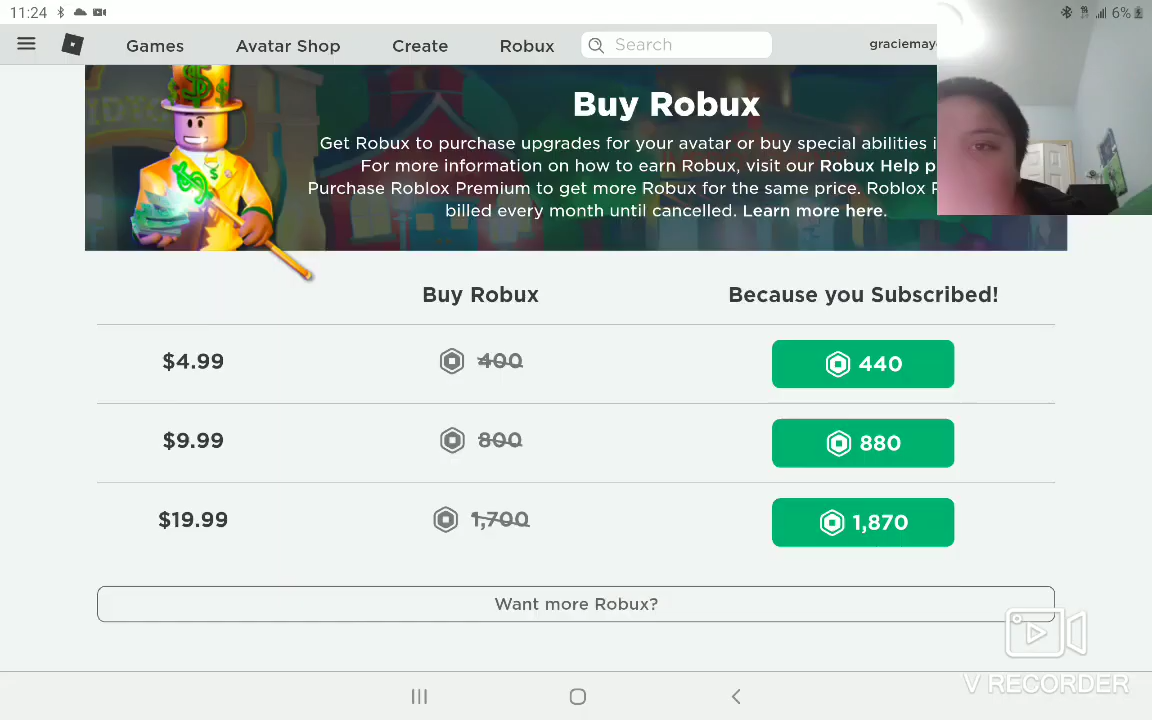 11:24
6%
Games Avatar Shop Create Robux Search
Buy Robux
Get Robux to purchase upgrades for your avatar or buy special abilities
For more information on how to earn Robux, visit our Robux Help
Purchase Roblox Premium to get more Robux for the same price. Roblox
billed every month until cancelled. Learn more here.
Buy Robux Because you Subscribed!
$4.99 400 440
$9.99 800 880
$19.99 1,700 1,870
Want more Robux?
V RECORDER